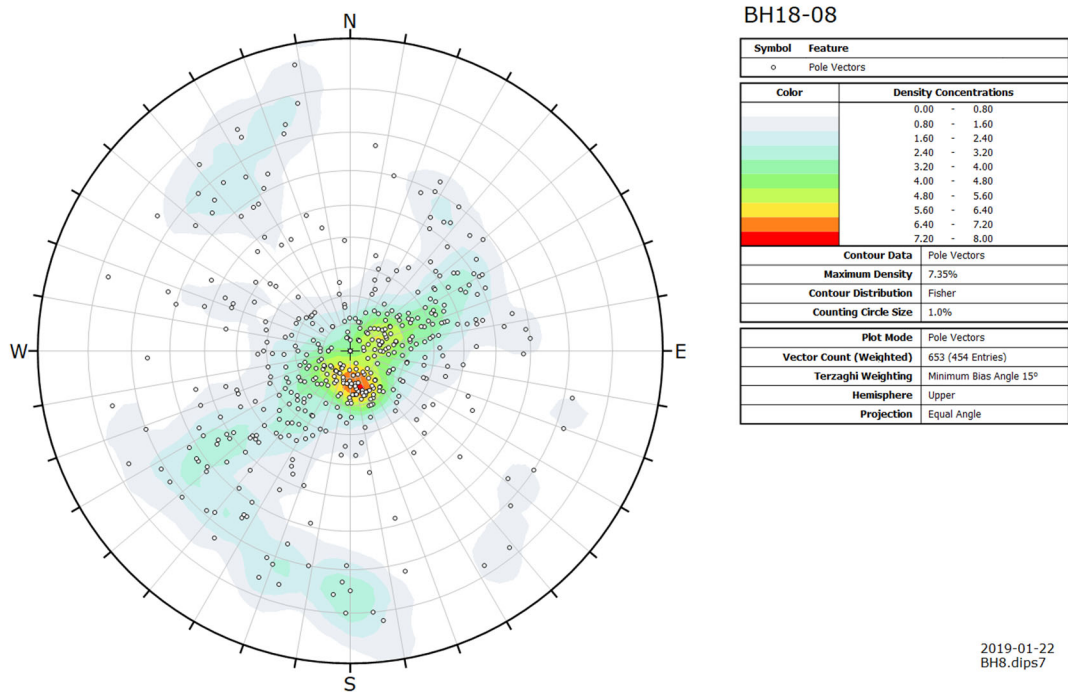 BH18-08
N
W
E
S
Symbol Feature
Pole Vectors
Color Density Concentrations
0.00 - 0.80
0.80 - 1.60
1.60 - 2.40
2.40 - 3.20
3.20 - 4.00
4.00 - 4.80
4.80 - 5.60
5.60 - 6.40
6.40 - 7.20
7.20 - 8.00
Contour Data Pole Vectors
Maximum Density 7.35%
Contour Distribution Fisher
Counting Circle Size 1.0%
Plot Mode Pole Vectors
Vector Count (Weighted) 653 (454 Entries)
Terzaghi Weighting Minimum Bias Angle 15º
Hemisphere Upper
Projection Equal Angle
2019-01-22
BH8.dips7